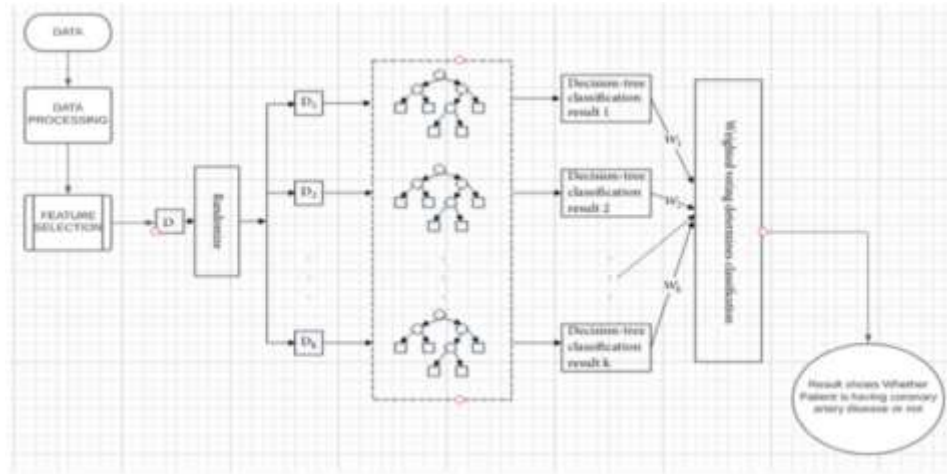 DATA
DATA
PROCESSING
FEATURE
SELECTION
D
Randomize
D1
D2
Dk
Decision-tree
classification
result 1
Decision-tree
classification
result 2
Decision-tree
classification
result k
W1
W2
Wk
Weighted voting determines classification
Result shows Whether
Patient is having coronary
artery disease or not